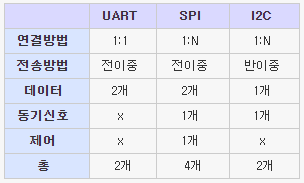 UART SPI I2C
연결방법 1:1 1:N 1:N
전송방법 전이중 전이중 반이중
데이터 2개 2개 1개
동기신호 x 1개 1개
제어 x 1개 x
총 2개 4개 2개